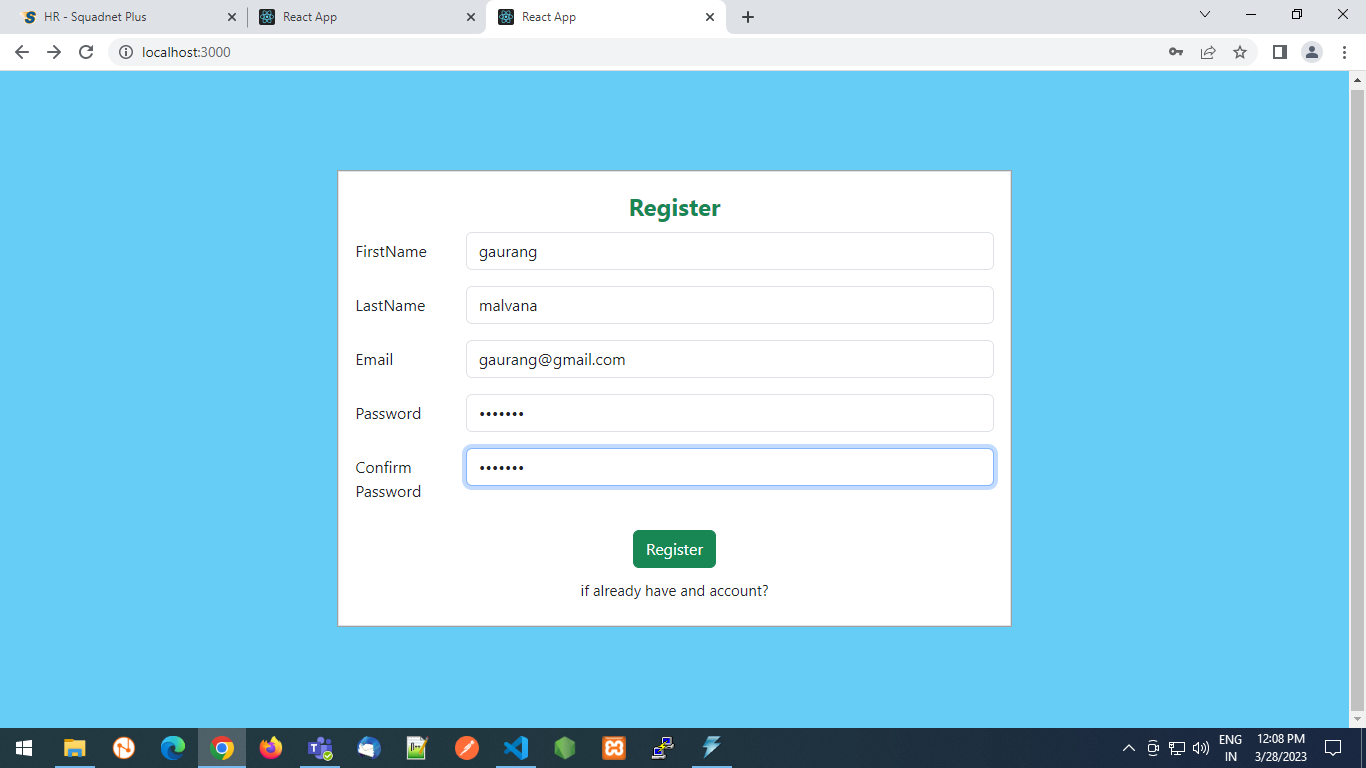 HR - Squadnet Plus
React App
React App
localhost:3000
Register
FirstName
gaurang
LastName
malvana
Email
gaurang@gmail.com
Password
•••••••
Confirm
Password
•••••••
Register
if already have and account?
ENG
IN
12:08 PM
3/28/2023